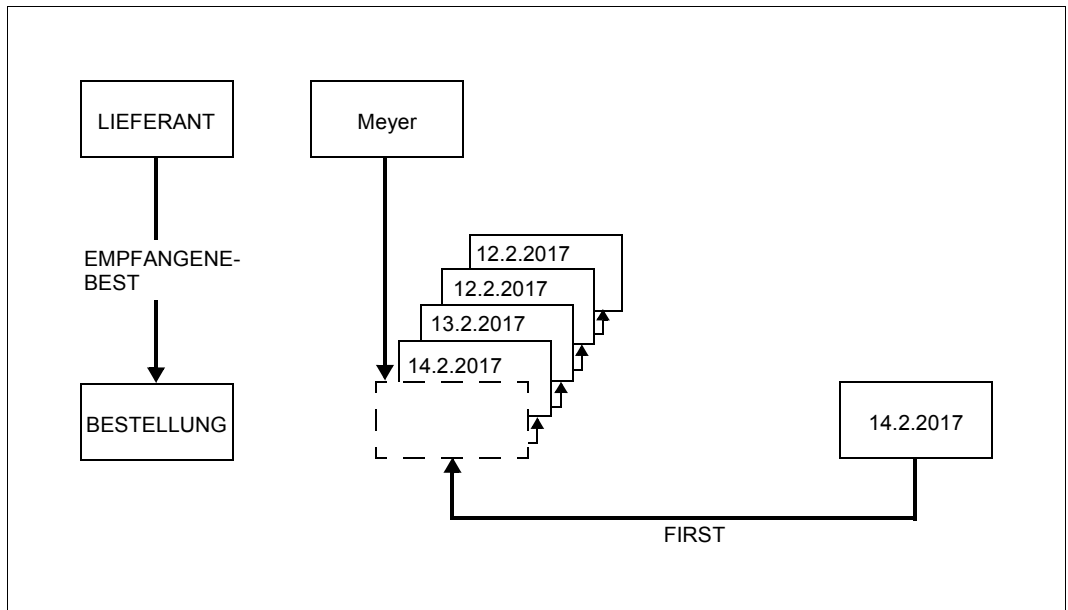 LIEFERANT
Meyer
EMPFANGENE-
BEST
12.2.2017
12.2.2017
13.2.2017
14.2.2017
BESTELLUNG
14.2.2017
FIRST